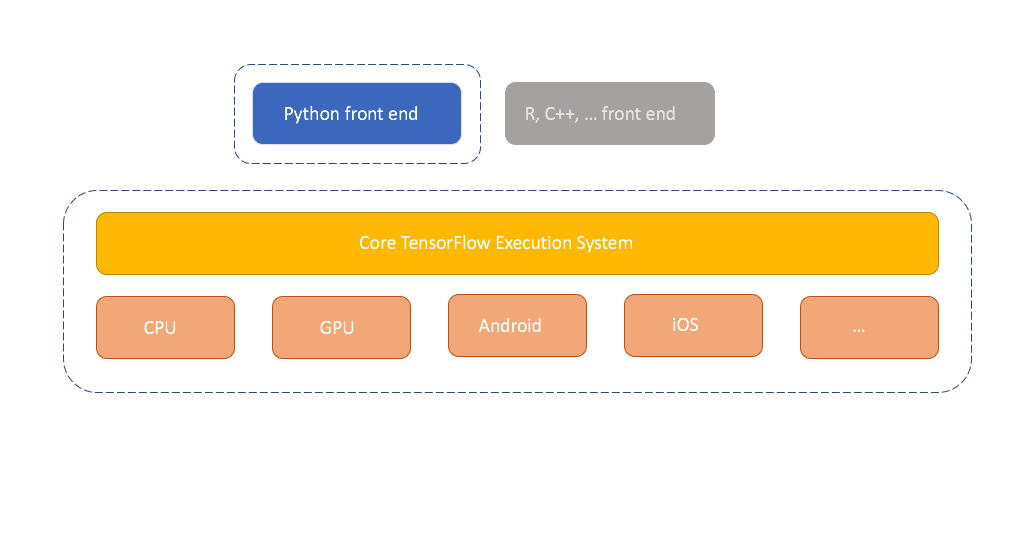 Python front end
R, C++, ... front end
Core TensorFlow Execution System
CPU
GPU
Android
iOS
...